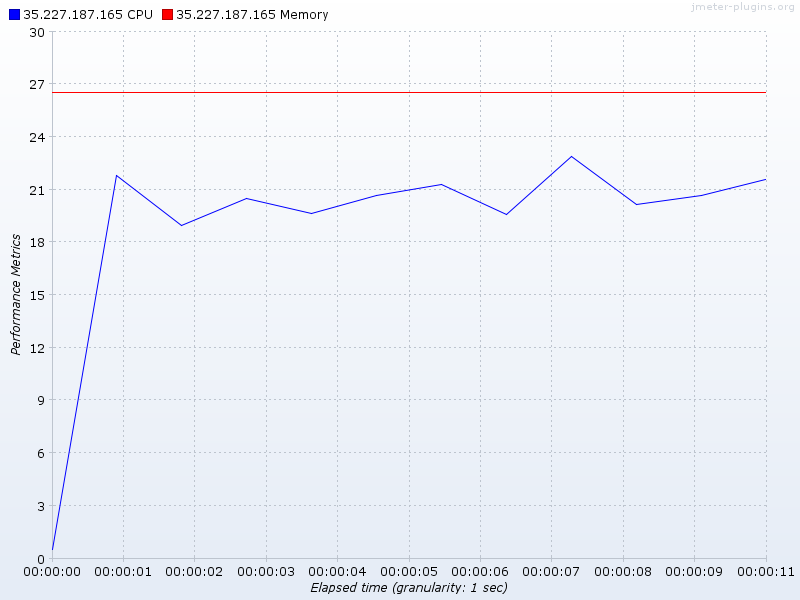 35.227.187.165 CPU 35.227.187.165 Memory
jmeter-plugins.org
30
27
24
21
18
15
12
9
6
3
0
Performance Metrics
00:00:00 00:00:01 00:00:02 00:00:03 00:00:04 00:00:05 00:00:06 00:00:07 00:00:08 00:00:09 00:00:11
Elapsed time (granularity: 1 sec)